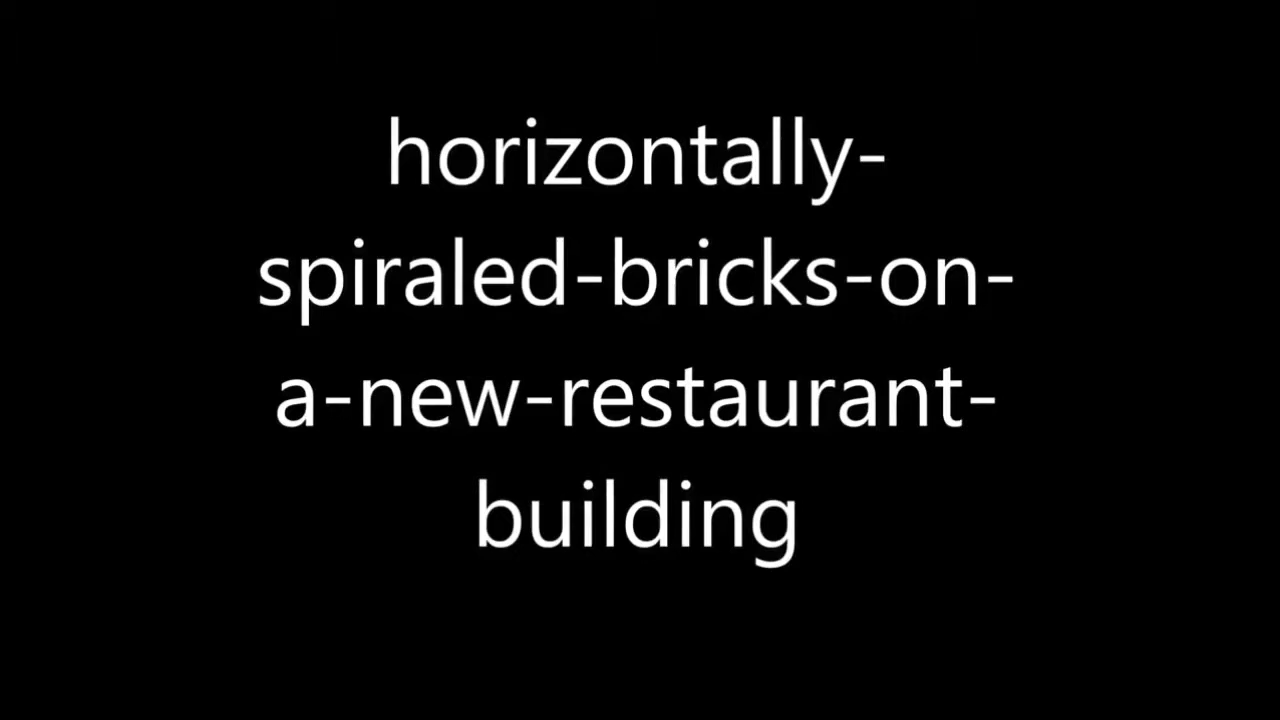 horizontally-
spiraled-bricks-on-
a-new-restaurant-
building